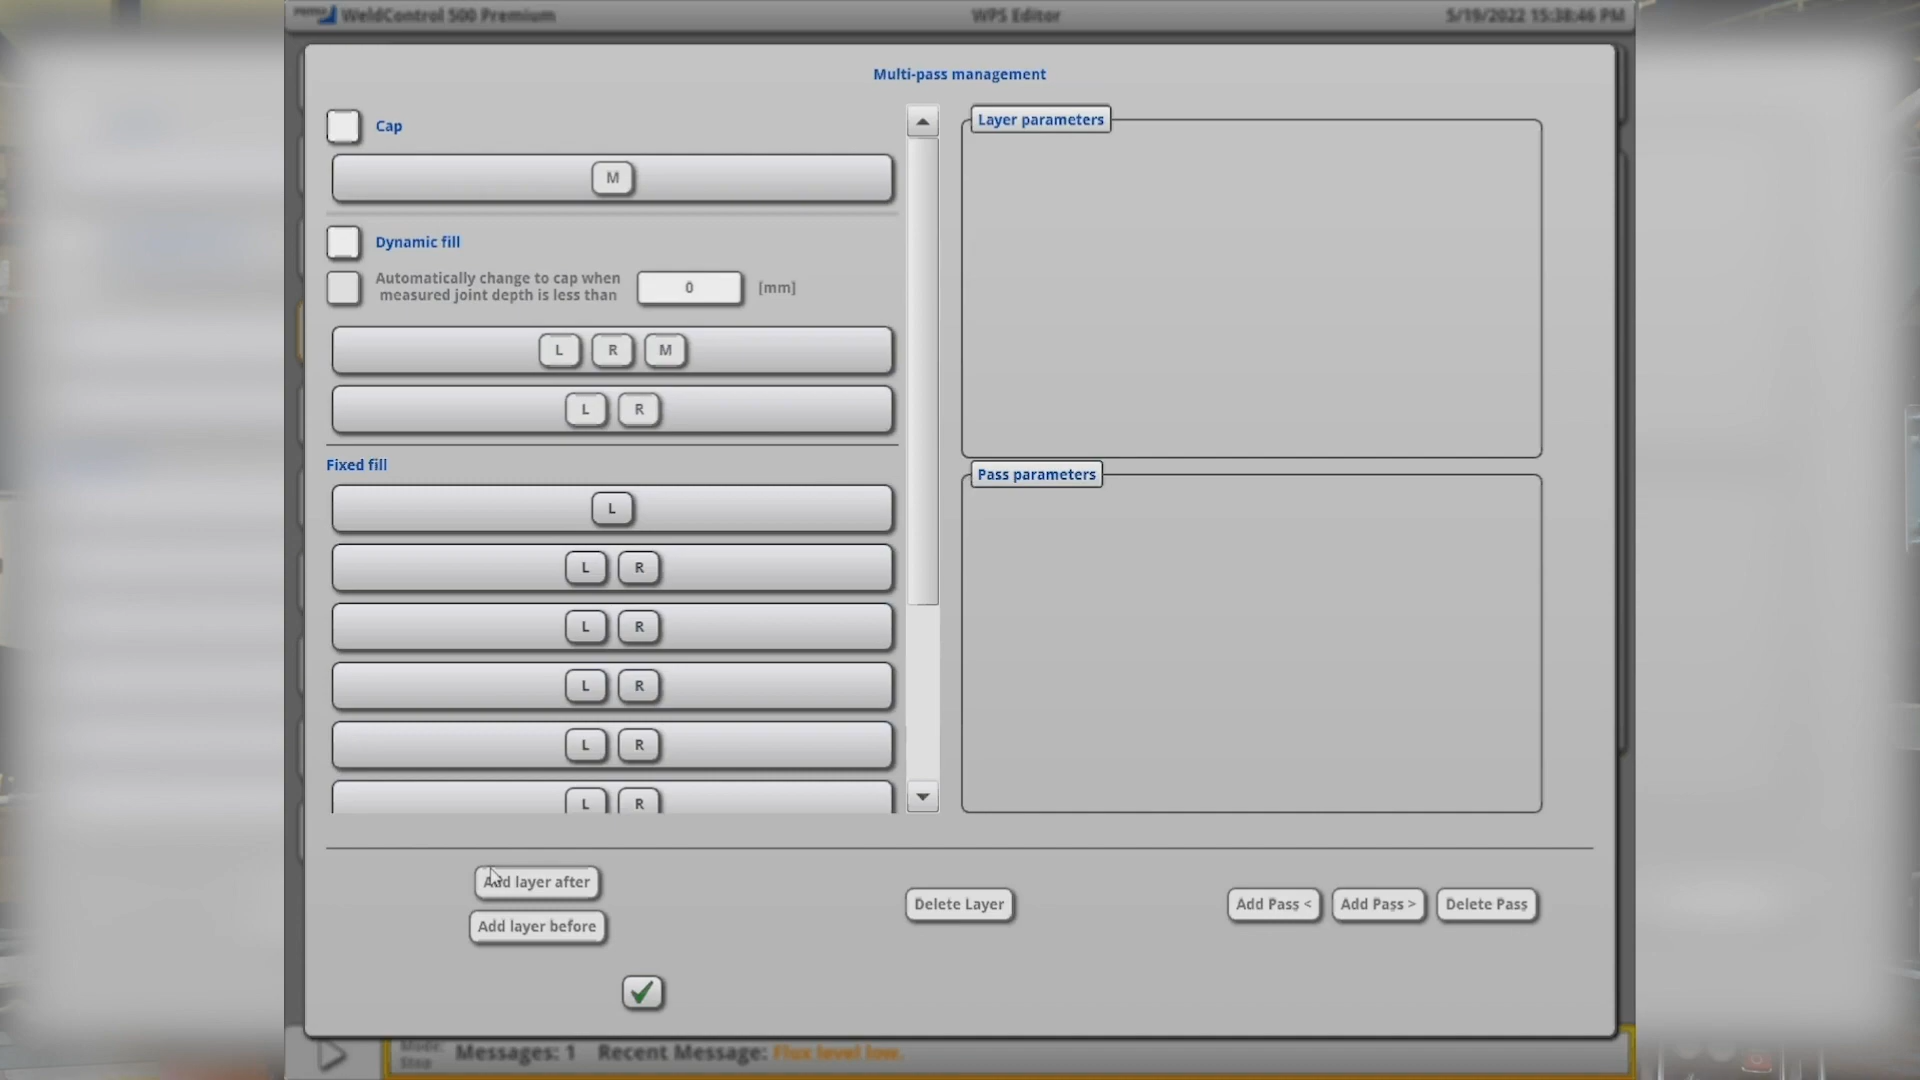 WeldControl 500 Premium
WPS Editor
5/19/2022 15:38:46 PM
Multi-pass management
Cap
M
Dynamic fill
Automatically change to cap when
measured joint depth is less than
0
[mm]
L R M
L R
Fixed fill
L
L R
L R
L R
L R
L R
Layer parameters
Pass parameters
Add layer after
Add layer before
Delete Layer
Add Pass <
Add Pass >
Delete Pass
Mode:
Stop
Messages: 1 Recent Message: Flux level low.